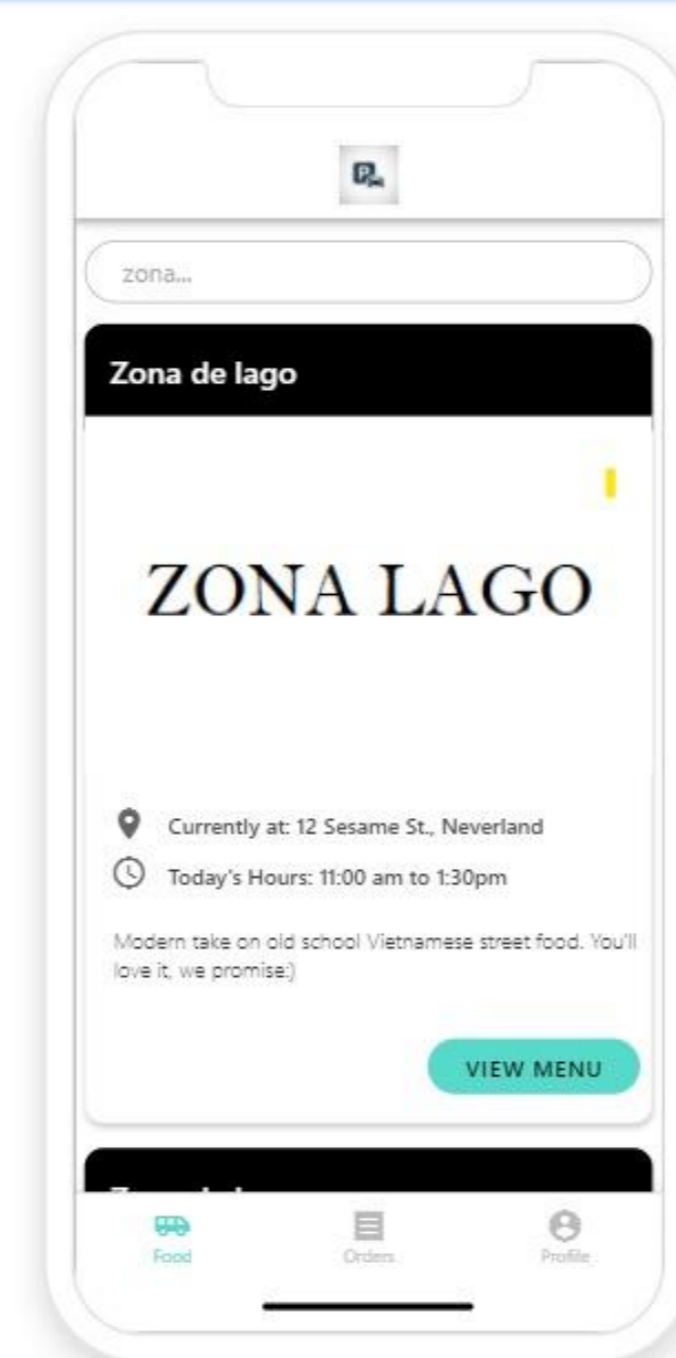 P
zona...
Zona de lago
ZONA LAGO
Currently at: 12 Sesame St., Neverland
Today's Hours: 11:00 am to 1:30pm
Modern take on old school Vietnamese street food. You'll
love it, we promise:)
VIEW MENU
Food
Orders
Profile